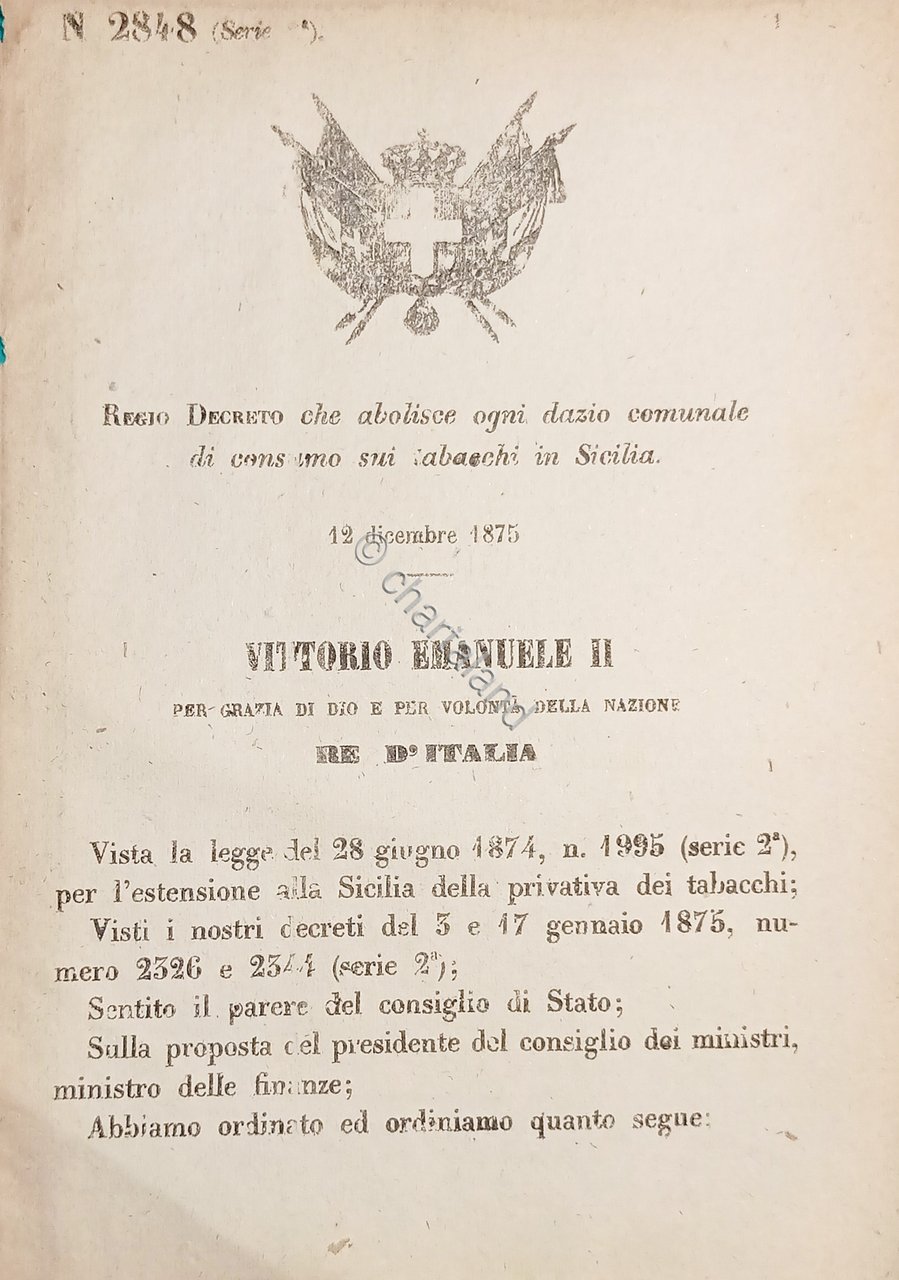 N 2848 (Serie ª).
REGIO DECRETO che abolisce ogni dazio comunale
di consumo sui tabacchi in Sicilia.
12 dicembre 1875
VITTORIO EMANUELE II
PER GRAZIA DI DIO E PER VOLONTÀ DELLA NAZIONE
RE D'ITALIA
Vista la legge del 28 giugno 1874, n. 1995 (serie 2ª),
per l'estensione alla Sicilia della privativa dei tabacchi;
Visti i nostri decreti del 3 e 17 gennaio 1875, nu-
mero 2326 e 2344 (serie 2ª);
Sentito il parere del consiglio di Stato;
Sulla proposta del presidente del consiglio dei ministri,
ministro delle finanze;
Abbiamo ordinato ed ordiniamo quanto segue:
© chartaland